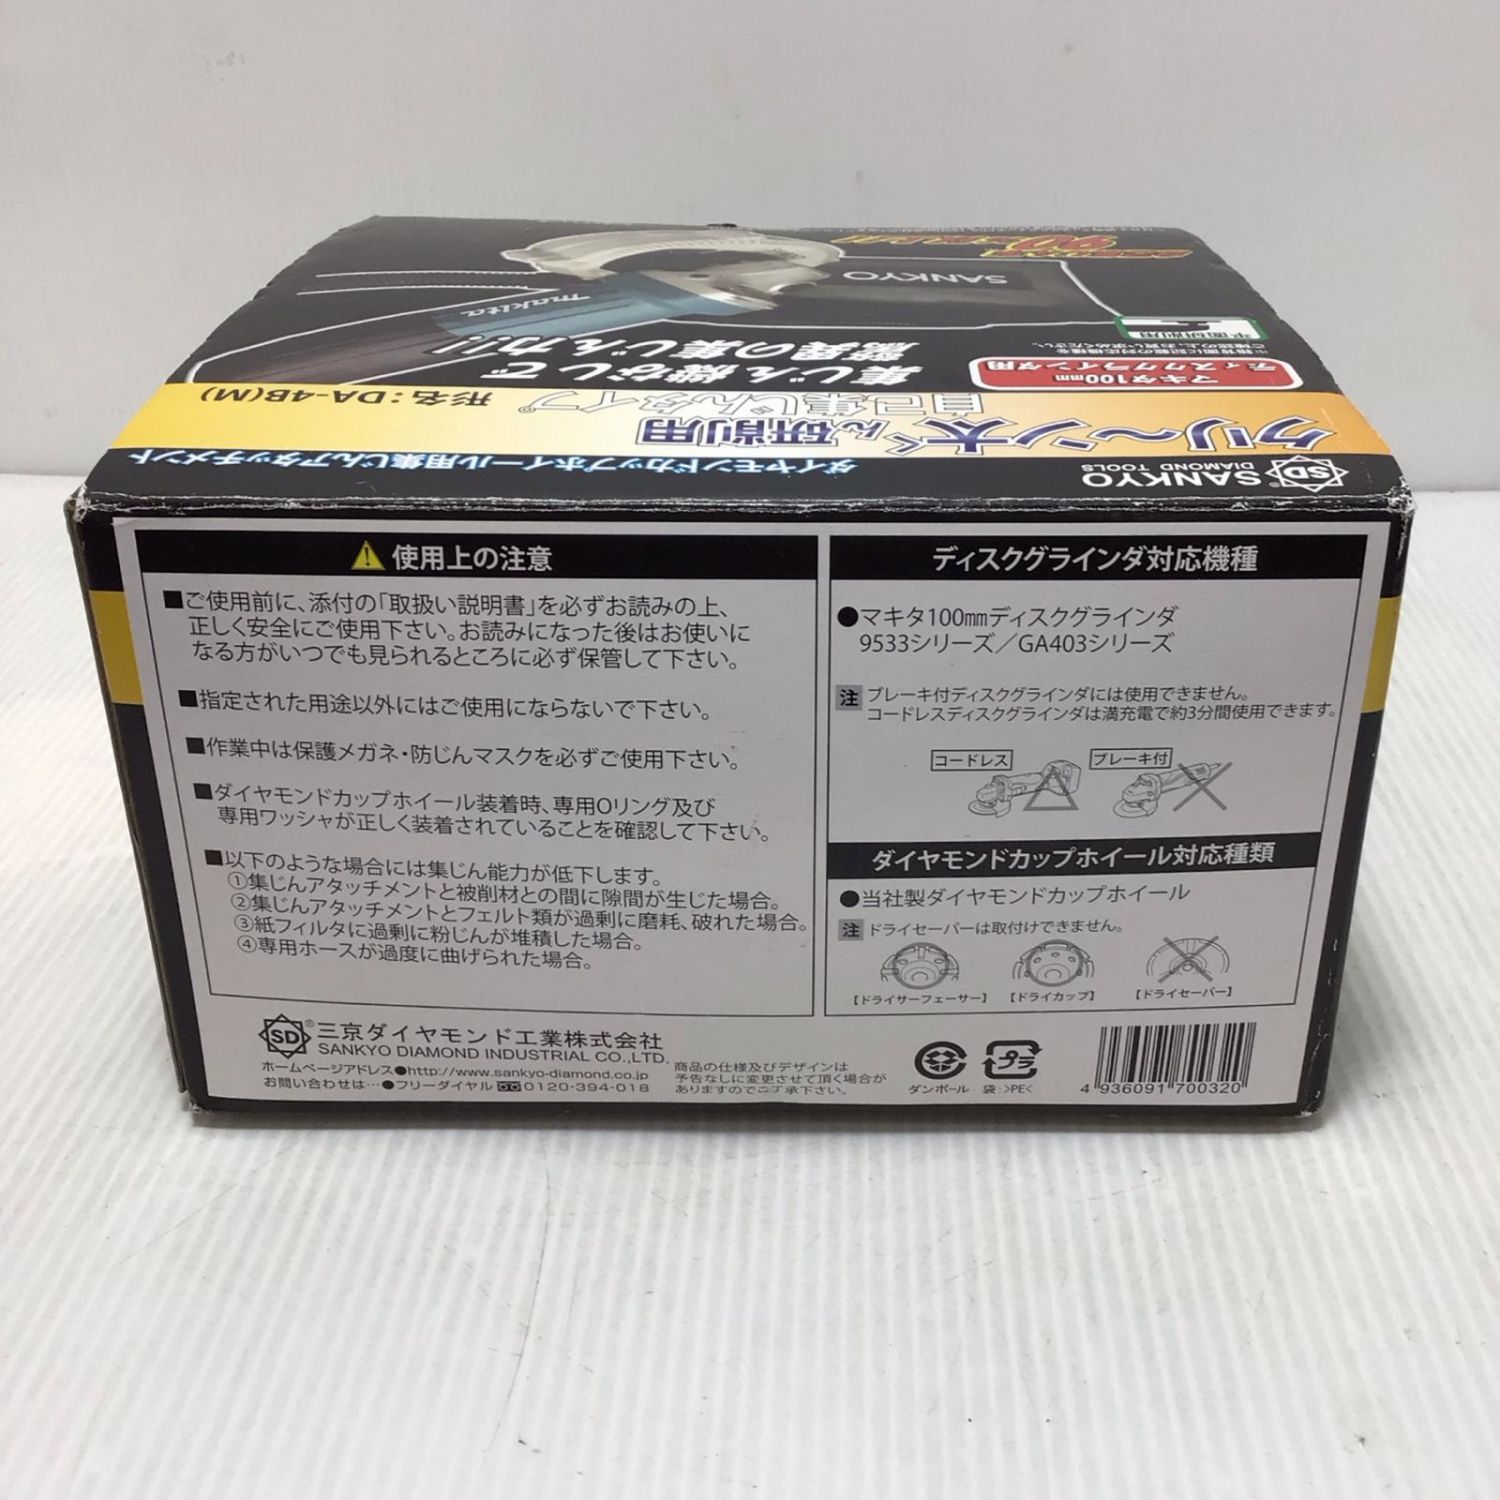 SANKYO
makita
集じん機なしで
驚異の集じん力!!
マキタ100mm
ディスクグラインダ用
平面研削用
クリ〜ン太くん研削用
自己集じんタイプ
形名：DA-4B(M)
SD
SANKYO
DIAMOND TOOLS
ダイヤモンドカップホイール用集じんアタッチメント
使用上の注意
■ご使用前に、添付の「取扱い説明書」を必ずお読みの上、
正しく安全にご使用下さい。お読みになった後はお使いに
なる方がいつでも見られるところに必ず保管して下さい。
■指定された用途以外にはご使用にならないで下さい。
■作業中は保護メガネ・防じんマスクを必ずご使用下さい。
■ダイヤモンドカップホイール装着時、専用Oリング及び
専用ワッシャが正しく装着されていることを確認して下さい。
■以下のような場合には集じん能力が低下します。
①集じんアタッチメントと被削材との間に隙間が生じた場合。
②集じんアタッチメントとフェルト類が過剰に磨耗、破れた場合。
③紙フィルタに過剰に粉じんが堆積した場合。
④専用ホースが過度に曲げられた場合。
ディスクグラインダ対応機種
●マキタ100㎜ディスクグラインダ
9533シリーズ／GA403シリーズ
注 ブレーキ付ディスクグラインダには使用できません。
コードレスディスクグラインダは満充電で約3分間使用できます。
コードレス ブレーキ付
ダイヤモンドカップホイール対応種類
●当社製ダイヤモンドカップホイール
注 ドライセーバーは取付けできません。
【ドライサーフェーサー】 【ドライカップ】 【ドライセーバー】
SD® 三京ダイヤモンド工業株式会社
SANKYO DIAMOND INDUSTRIAL CO.,LTD.
ホームページアドレス●http://www.sankyo-diamond.co.jp
お問い合わせは…●フリーダイヤル 0120-394-018
商品の仕様及びデザインは
予告なしに変更させて頂く場合が
ありますのでご了承下さい。
ダンボール
プラ
袋:>PE<
4 936091 700320